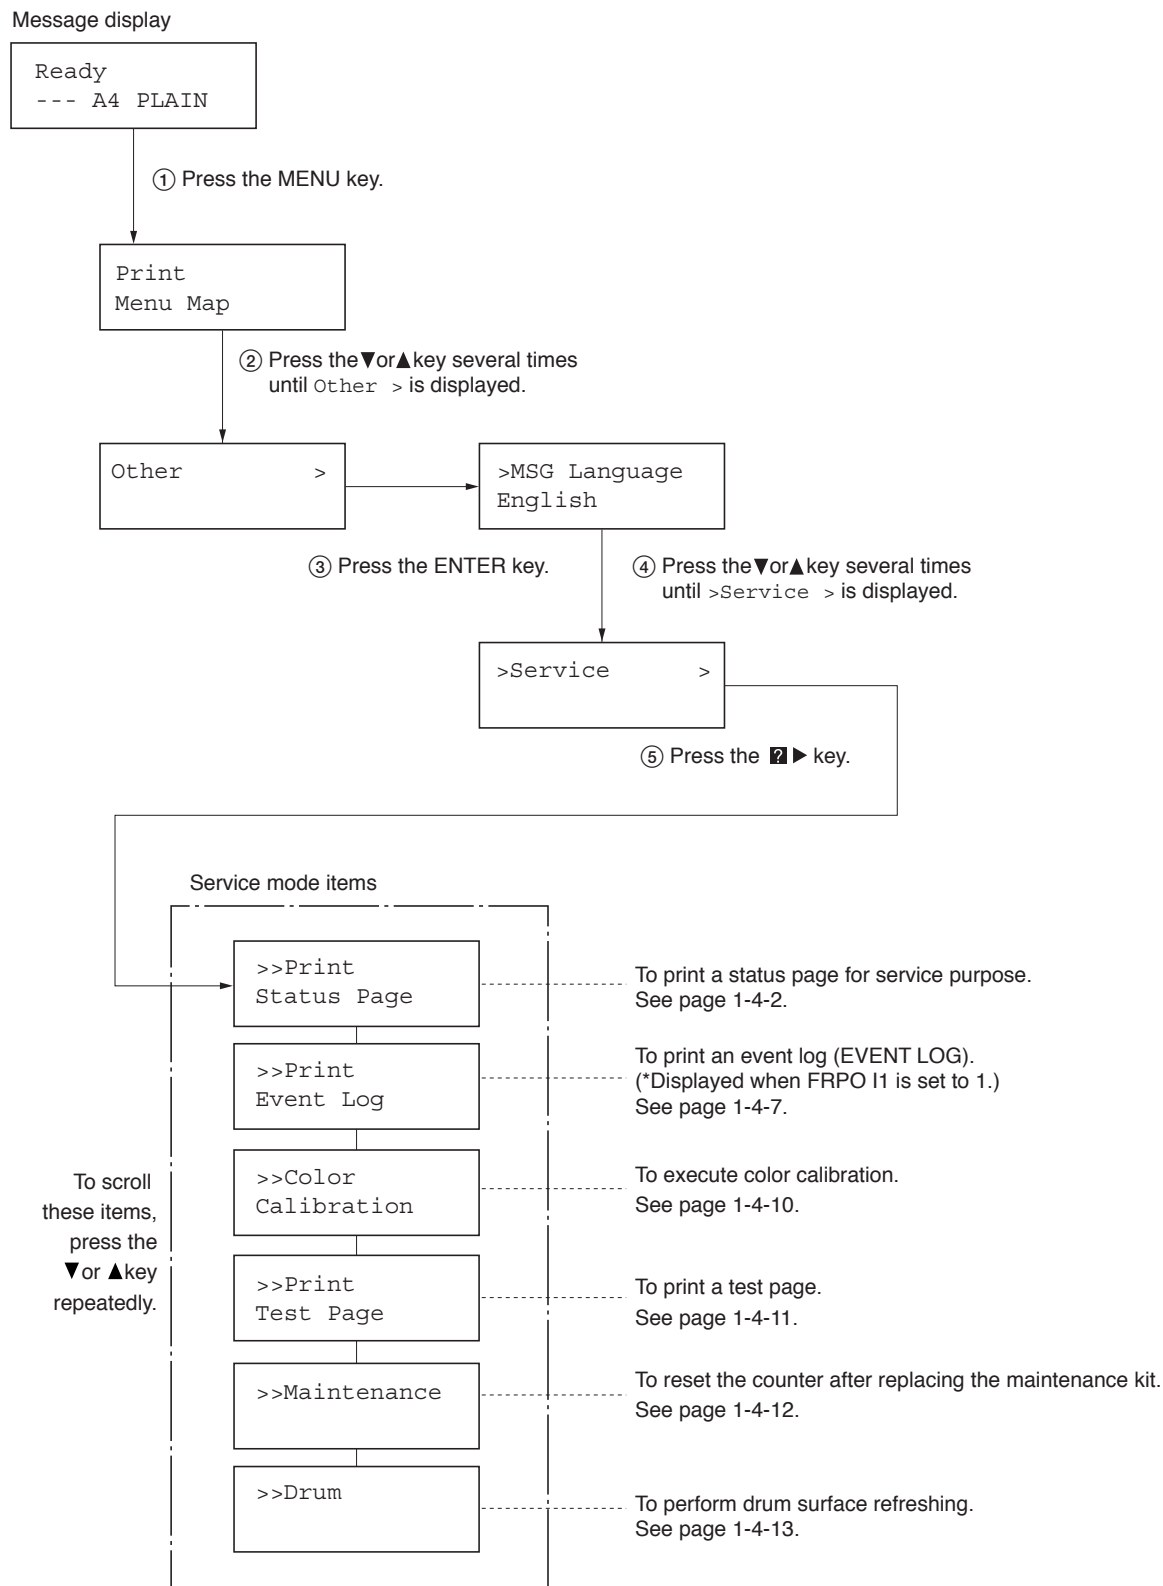 Message display
Ready
--- A4 PLAIN
① Press the MENU key.
Print
Menu Map
② Press the▼or▲key several times
until Other > is displayed.
Other >
>MSG Language
English
③ Press the ENTER key.
④ Press the▼or▲key several times
until >Service > is displayed.
>Service >
⑤ Press the ?▶ key.
Service mode items
>>Print
Status Page
To print a status page for service purpose.
See page 1-4-2.
>>Print
Event Log
To print an event log (EVENT LOG).
(*Displayed when FRPO I1 is set to 1.)
See page 1-4-7.
>>Color
Calibration
To execute color calibration.
See page 1-4-10.
To scroll
these items,
press the
▼or ▲key
repeatedly.
>>Print
Test Page
To print a test page.
See page 1-4-11.
>>Maintenance
To reset the counter after replacing the maintenance kit.
See page 1-4-12.
>>Drum
To perform drum surface refreshing.
See page 1-4-13.